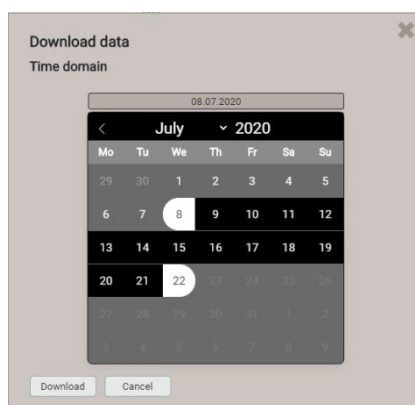 Download data
Time domain
08.07.2020
July 2020
Mo Tu We Th Fr Sa Su
29 30 1 2 3 4 5
6 7 8 9 10 11 12
13 14 15 16 17 18 19
20 21 22 23 24 25 26
27 28 29 30 31 1 2
3 4 5 6 7 8 9
Download Cancel